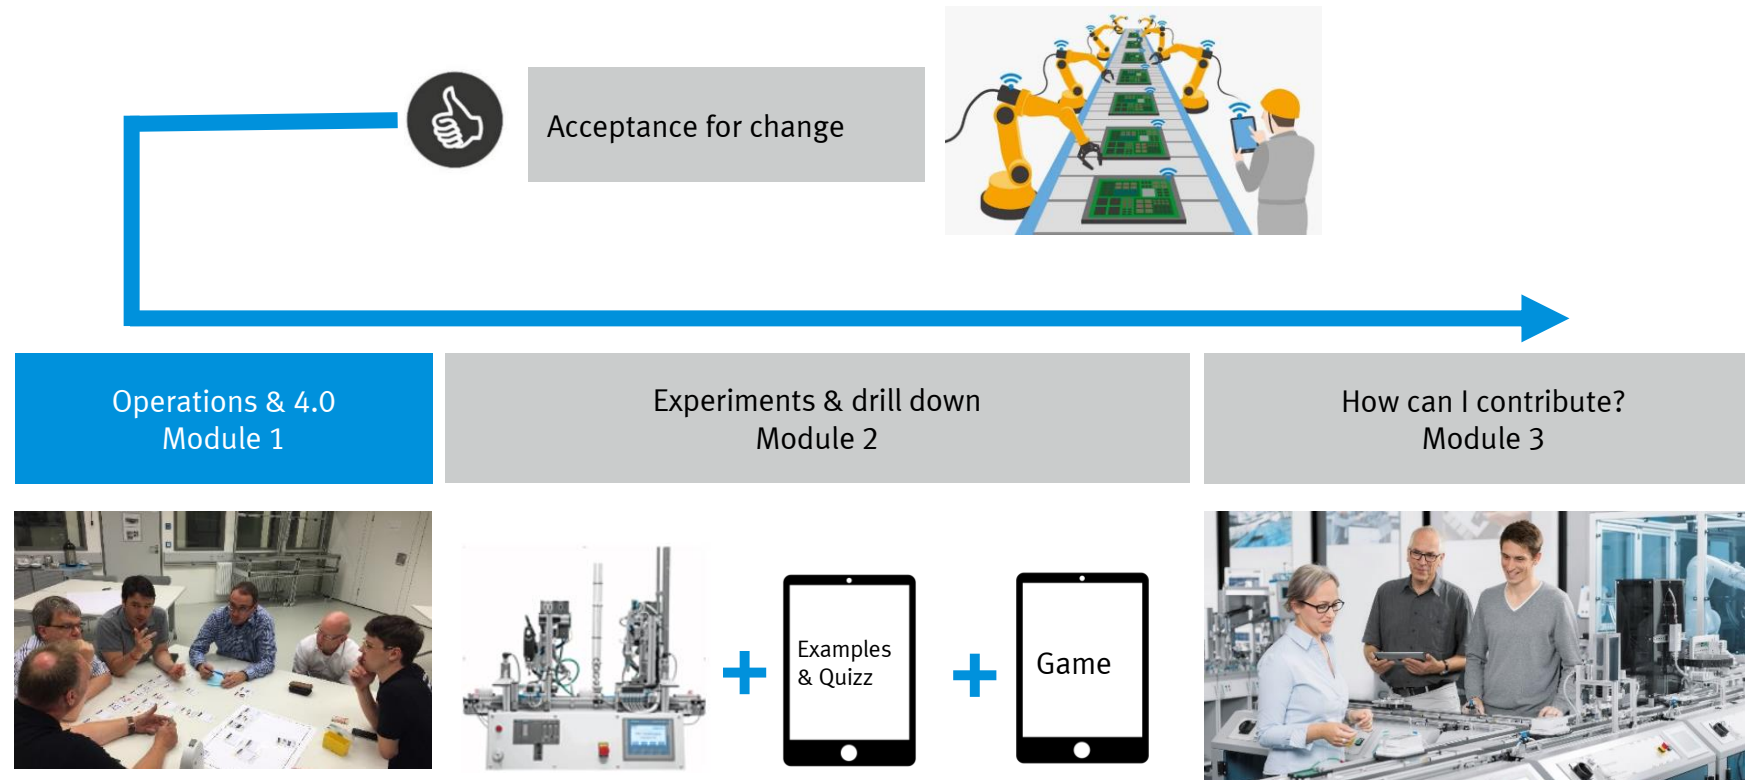 Acceptance for change
Operations & 4.0
Module 1
Experiments & drill down
Module 2
How can I contribute?
Module 3
Examples
& Quizz
Game